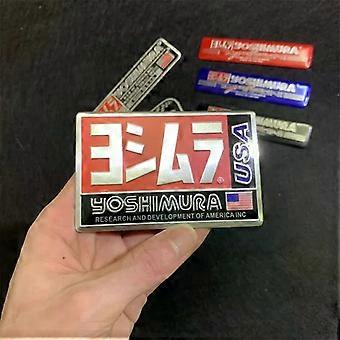 ヨシムラ®
USA
YOSHIMURA
RESEARCH AND DEVELOPMENT OF AMERICA INC
YOSHIMURA
YOSHIMURA